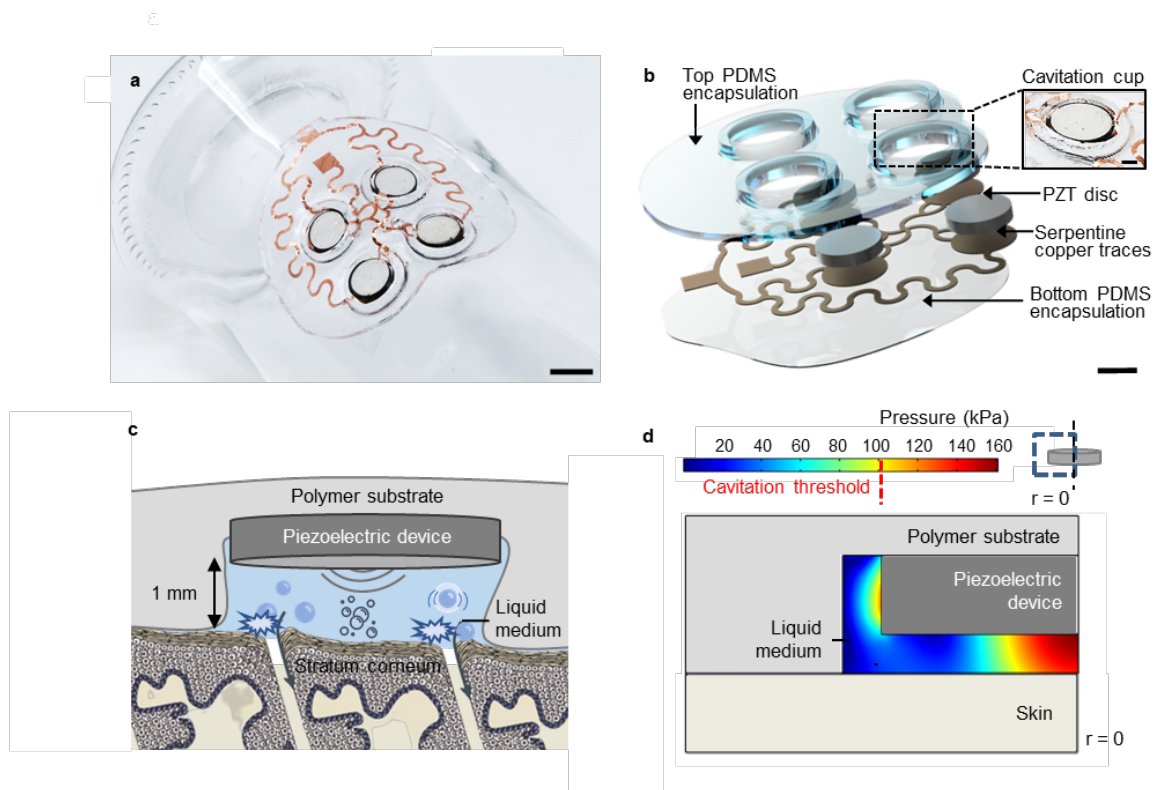 a
b
Top PDMS
encapsulation
Cavitation cup
PZT disc
Serpentine
copper traces
Bottom PDMS
encapsulation
c
Polymer substrate
Piezoelectric device
1 mm
Liquid
medium
Stratum corneum
d
Pressure (kPa)
20 40 60 80 100 120 140 160
Cavitation threshold
r = 0
Polymer substrate
Piezoelectric
device
Liquid
medium
Skin
r = 0